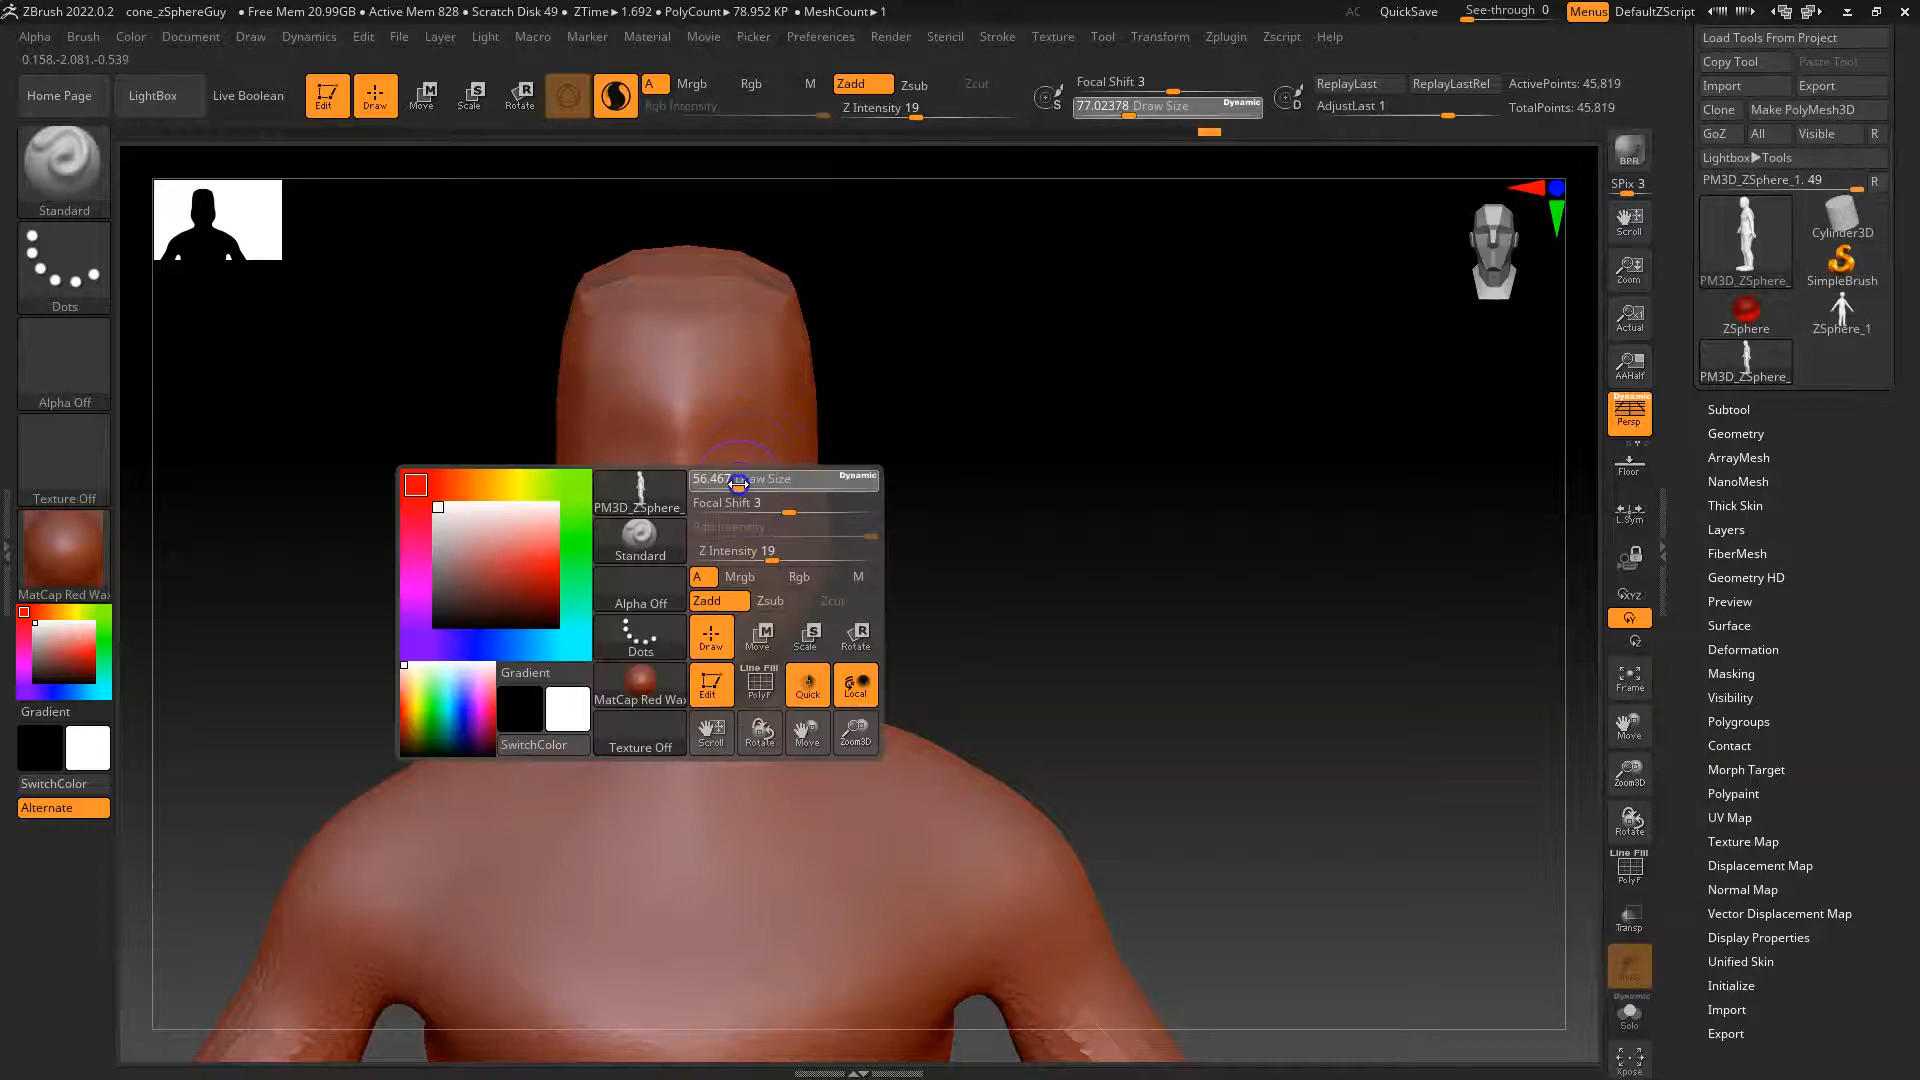 ZBrush 2022.0.2 cone_zSphereGuy ● Free Mem 20.99GB ● Active Mem 828 ● Scratch Disk 49 ● ZTime►1.692 ● PolyCount►78.952 KP ● MeshCount►1 AC QuickSave See-through 0 Menus DefaultZScript
Alpha Brush Color Document Draw Dynamics Edit File Layer Light Macro Marker Material Movie Picker Preferences Render Stencil Stroke Texture Tool Transform Zplugin Zscript Help
0.158,-2.081,-0.539
Home Page LightBox Live Boolean Edit Draw Move Scale Rotate A Mrgb Rgb M Zadd Zsub Zcut
Rgb Intensity Z Intensity 19
S Focal Shift 3
77.02378 Draw Size Dynamic
D ReplayLast ReplayLastRel ActivePoints: 45,819
AdjustLast 1 TotalPoints: 45,819
Standard
Dots
Alpha Off
Texture Off
MatCap Red Wax
Gradient
SwitchColor
Alternate
Gradient
SwitchColor
PM3D_ZSphere_
Standard
Alpha Off
Dots
MatCap Red Wax
Texture Off
56.467 Draw Size Dynamic
Focal Shift 3
Rgb Intensity
Z Intensity 19
A Mrgb Rgb M
Zadd Zsub Zcut
Draw Move Scale Rotate
Line Fill
Edit PolyF Quick Local
Scroll Rotate Move Zoom3D
BPR
SPix 3
Scroll
Zoom
Actual
AAHalf
Dynamic
Persp
Floor
L.Sym
XYZ
Y
Z
Frame
Move
Zoom3D
Rotate
Line Fill
PolyF
Transp
Dynamic
Solo
Xpose
Load Tools From Project
Copy Tool Paste Tool
Import Export
Clone Make PolyMesh3D
GoZ All Visible R
Lightbox►Tools
PM3D_ZSphere_1. 49 R
PM3D_ZSphere_ Cylinder3D
SimpleBrush
ZSphere ZSphere_1
PM3D_ZSphere_
Subtool
Geometry
ArrayMesh
NanoMesh
Thick Skin
Layers
FiberMesh
Geometry HD
Preview
Surface
Deformation
Masking
Visibility
Polygroups
Contact
Morph Target
Polypaint
UV Map
Texture Map
Displacement Map
Normal Map
Vector Displacement Map
Display Properties
Unified Skin
Initialize
Import
Export